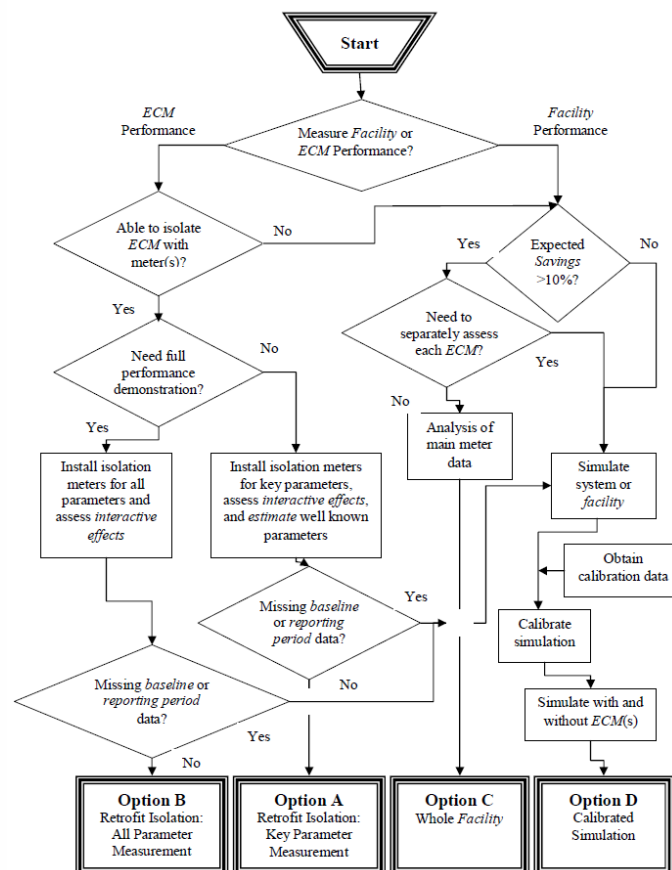 Start
ECM
Performance
Facility
Performance
Measure Facility or
ECM Performance?
Able to isolate
ECM with
meter(s)?
No
Yes
Expected
Savings
>10%?
No
Yes
Need to
separately assess
each ECM?
Yes
Need full
performance
demonstration?
No
No
Yes
Analysis of
main meter
data
Install isolation
meters for all
parameters and
assess interactive
effects
Install isolation meters
for key parameters,
assess interactive effects,
and estimate well known
parameters
Simulate
system or
facility
Obtain
calibration data
Missing baseline
or reporting
period data?
Yes
Calibrate
simulation
No
Missing baseline or
reporting period
data?
Simulate with and
without ECM(s)
Yes
No
Option B
Retrofit Isolation:
All Parameter
Measurement
Option A
Retrofit Isolation:
Key Parameter
Measurement
Option C
Whole Facility
Option D
Calibrated
Simulation